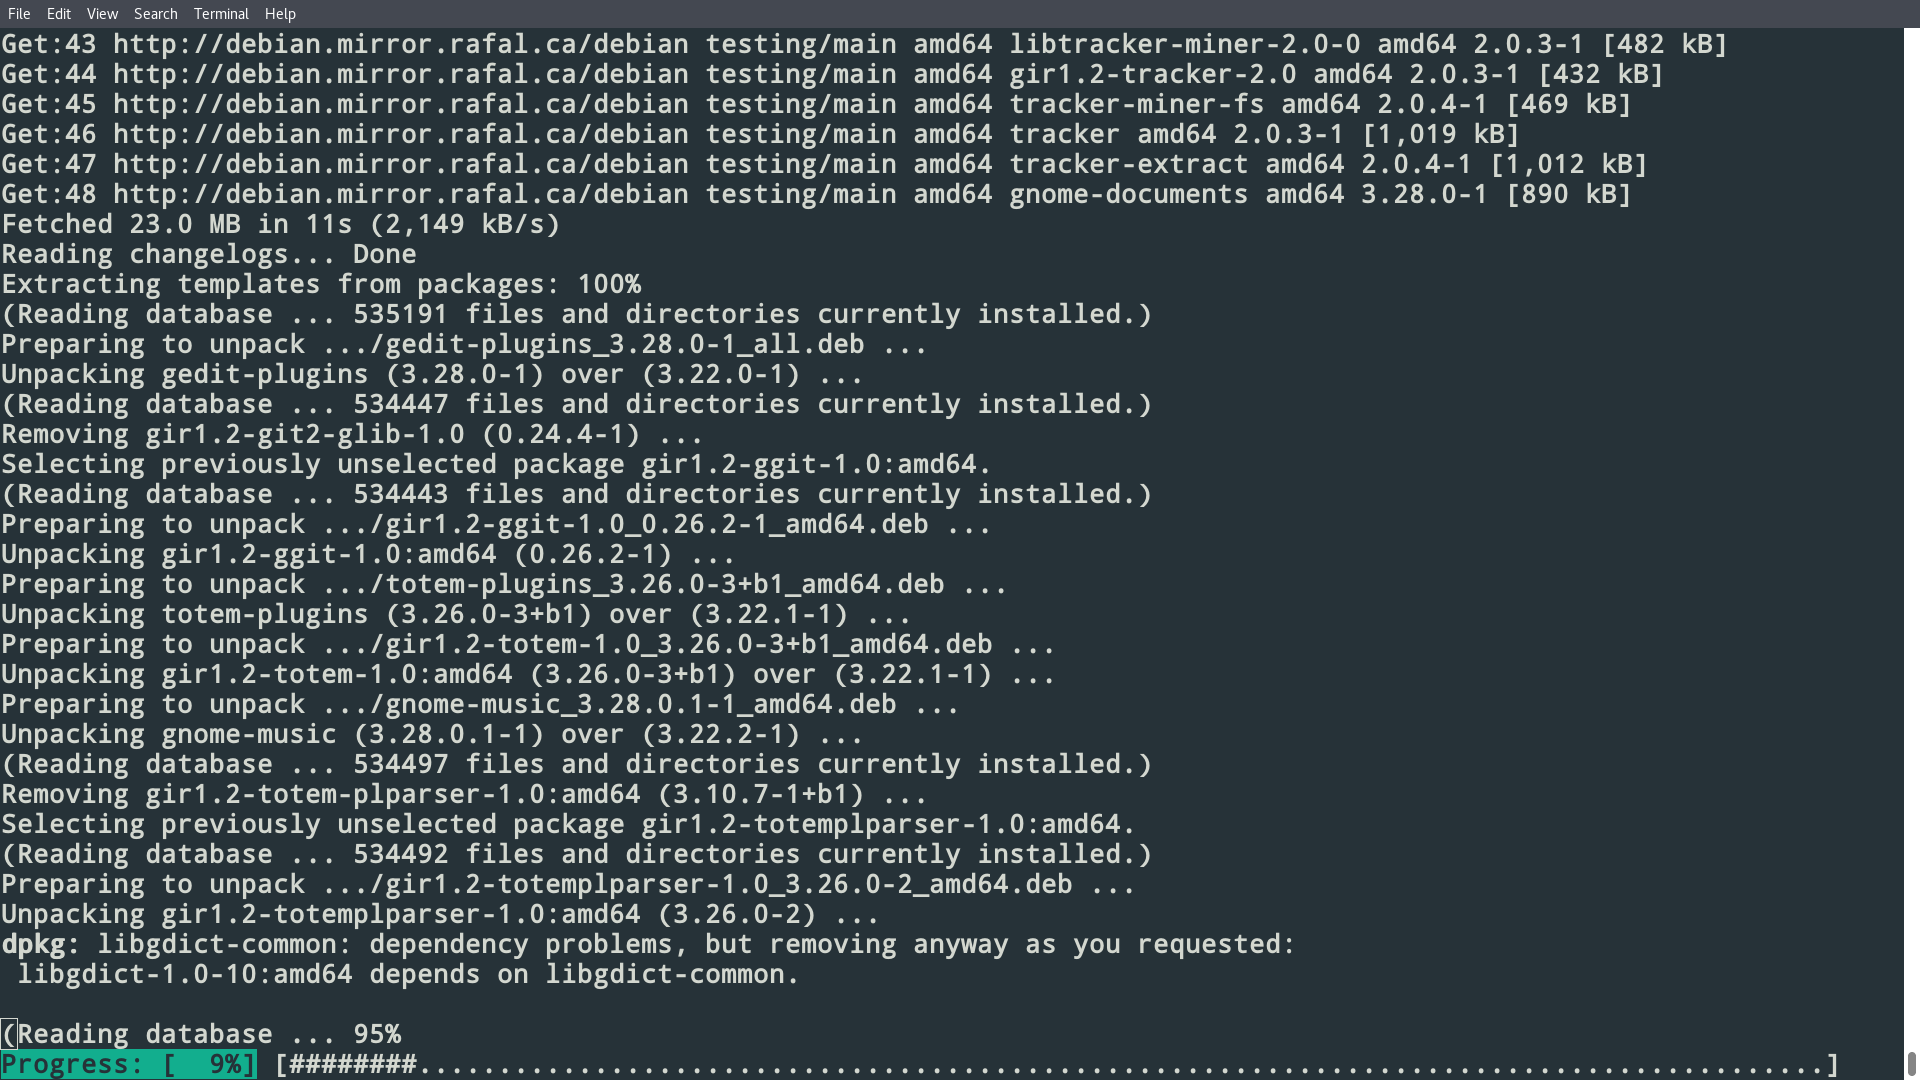 File Edit View Search Terminal Help
Get:43 http://debian.mirror.rafal.ca/debian testing/main amd64 libtracker-miner-2.0-0 amd64 2.0.3-1 [482 kB]
Get:44 http://debian.mirror.rafal.ca/debian testing/main amd64 gir1.2-tracker-2.0 amd64 2.0.3-1 [432 kB]
Get:45 http://debian.mirror.rafal.ca/debian testing/main amd64 tracker-miner-fs amd64 2.0.4-1 [469 kB]
Get:46 http://debian.mirror.rafal.ca/debian testing/main amd64 tracker amd64 2.0.3-1 [1,019 kB]
Get:47 http://debian.mirror.rafal.ca/debian testing/main amd64 tracker-extract amd64 2.0.4-1 [1,012 kB]
Get:48 http://debian.mirror.rafal.ca/debian testing/main amd64 gnome-documents amd64 3.28.0-1 [890 kB]
Fetched 23.0 MB in 11s (2,149 kB/s)
Reading changelogs... Done
Extracting templates from packages: 100%
(Reading database ... 535191 files and directories currently installed.)
Preparing to unpack .../gedit-plugins_3.28.0-1_all.deb ...
Unpacking gedit-plugins (3.28.0-1) over (3.22.0-1) ...
(Reading database ... 534447 files and directories currently installed.)
Removing gir1.2-git2-glib-1.0 (0.24.4-1) ...
Selecting previously unselected package gir1.2-ggit-1.0:amd64.
(Reading database ... 534443 files and directories currently installed.)
Preparing to unpack .../gir1.2-ggit-1.0_0.26.2-1_amd64.deb ...
Unpacking gir1.2-ggit-1.0:amd64 (0.26.2-1) ...
Preparing to unpack .../totem-plugins_3.26.0-3+b1_amd64.deb ...
Unpacking totem-plugins (3.26.0-3+b1) over (3.22.1-1) ...
Preparing to unpack .../gir1.2-totem-1.0_3.26.0-3+b1_amd64.deb ...
Unpacking gir1.2-totem-1.0:amd64 (3.26.0-3+b1) over (3.22.1-1) ...
Preparing to unpack .../gnome-music_3.28.0.1-1_amd64.deb ...
Unpacking gnome-music (3.28.0.1-1) over (3.22.2-1) ...
(Reading database ... 534497 files and directories currently installed.)
Removing gir1.2-totem-plparser-1.0:amd64 (3.10.7-1+b1) ...
Selecting previously unselected package gir1.2-totemplparser-1.0:amd64.
(Reading database ... 534492 files and directories currently installed.)
Preparing to unpack .../gir1.2-totemplparser-1.0_3.26.0-2_amd64.deb ...
Unpacking gir1.2-totemplparser-1.0:amd64 (3.26.0-2) ...
dpkg: libgdict-common: dependency problems, but removing anyway as you requested:
 libgdict-1.0-10:amd64 depends on libgdict-common.
(Reading database ... 95%
Progress: [  9%] [########........................................................................................]